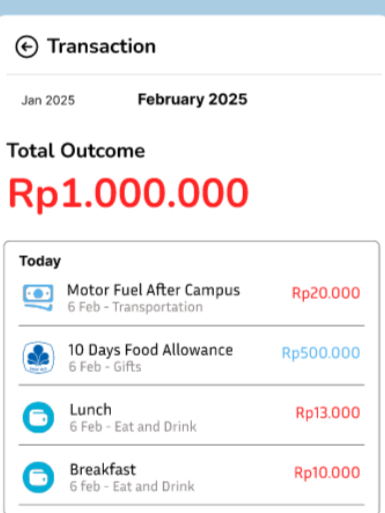 Transaction
Jan 2025
February 2025
Total Outcome
Rp1.000.000
Today
Motor Fuel After Campus
Rp20.000
6 Feb - Transportation
10 Days Food Allowance
Rp500.000
6 Feb - Gifts
Lunch
Rp13.000
6 Feb - Eat and Drink
Breakfast
Rp10.000
6 feb - Eat and Drink